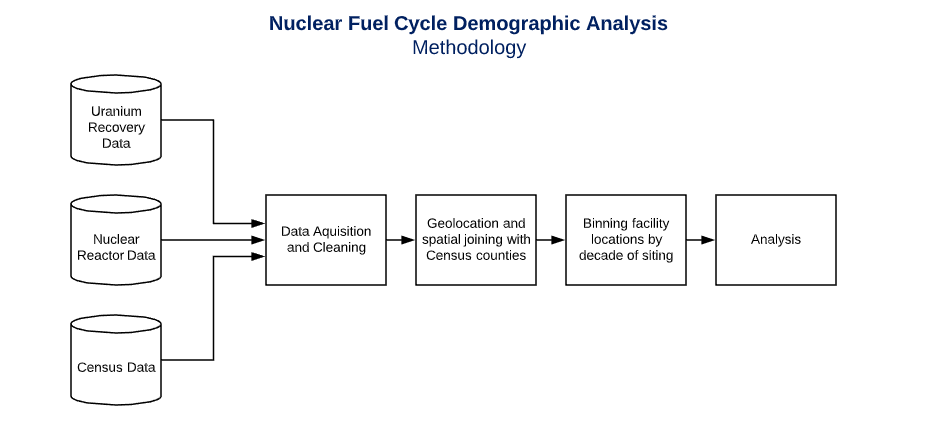 Nuclear Fuel Cycle Demographic Analysis
Methodology
Uranium
Recovery
Data
Nuclear
Reactor Data
Census Data
Data Aquisition
and Cleaning
Geolocation and
spatial joining with
Census counties
Binning facility
locations by
decade of siting
Analysis